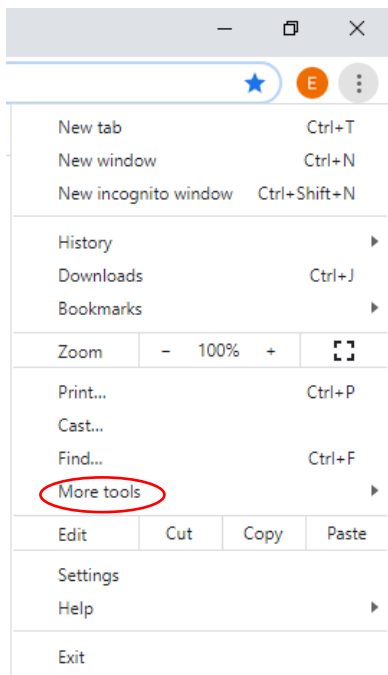 E
New tab Ctrl+T
New window Ctrl+N
New incognito window Ctrl+Shift+N
History
Downloads Ctrl+J
Bookmarks
Zoom - 100% +
Print... Ctrl+P
Cast...
Find... Ctrl+F
More tools
Edit Cut Copy Paste
Settings
Help
Exit